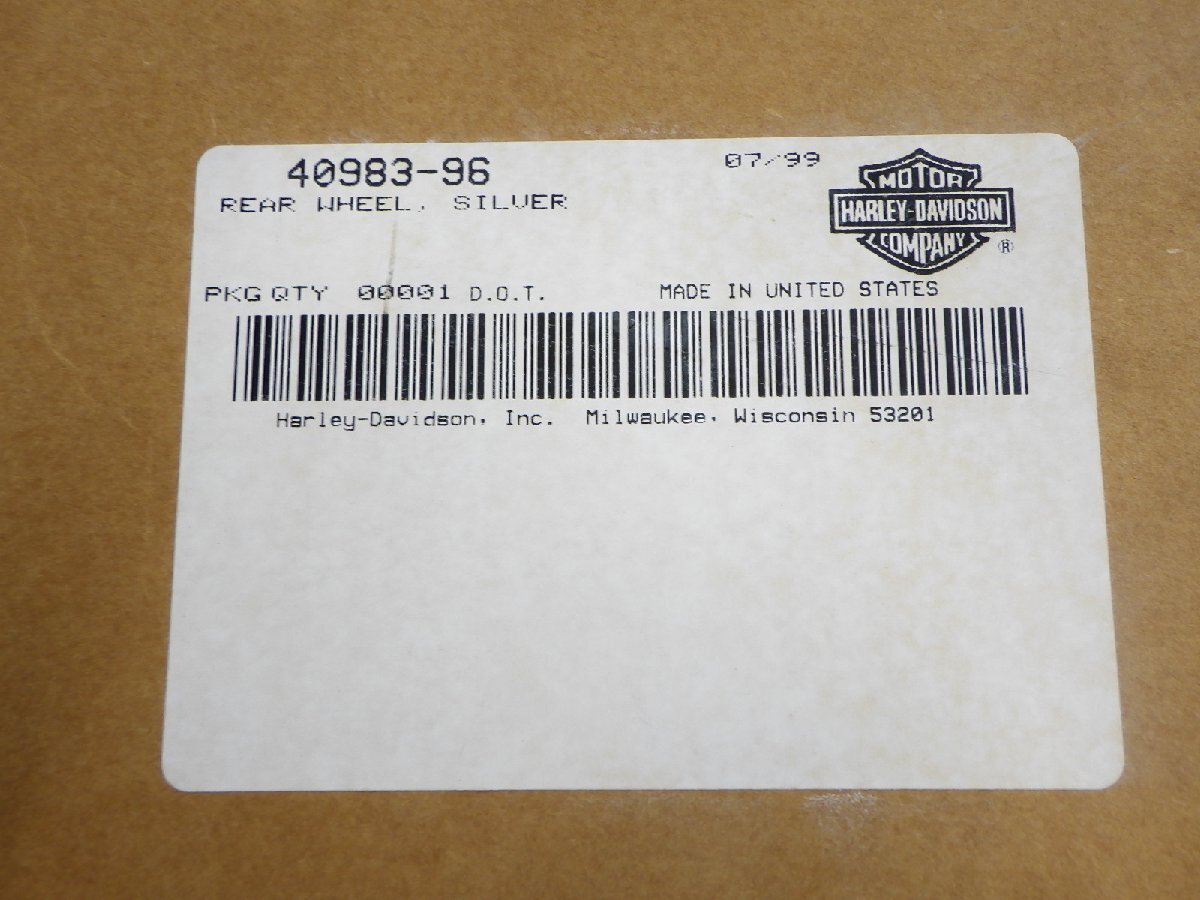 40983-96
07/99
REAR WHEEL, SILVER
MOTOR
HARLEY-DAVIDSON
COMPANY
®
PKG QTY 00001 D.O.T. MADE IN UNITED STATES
Harley-Davidson, Inc. Milwaukee, Wisconsin 53201